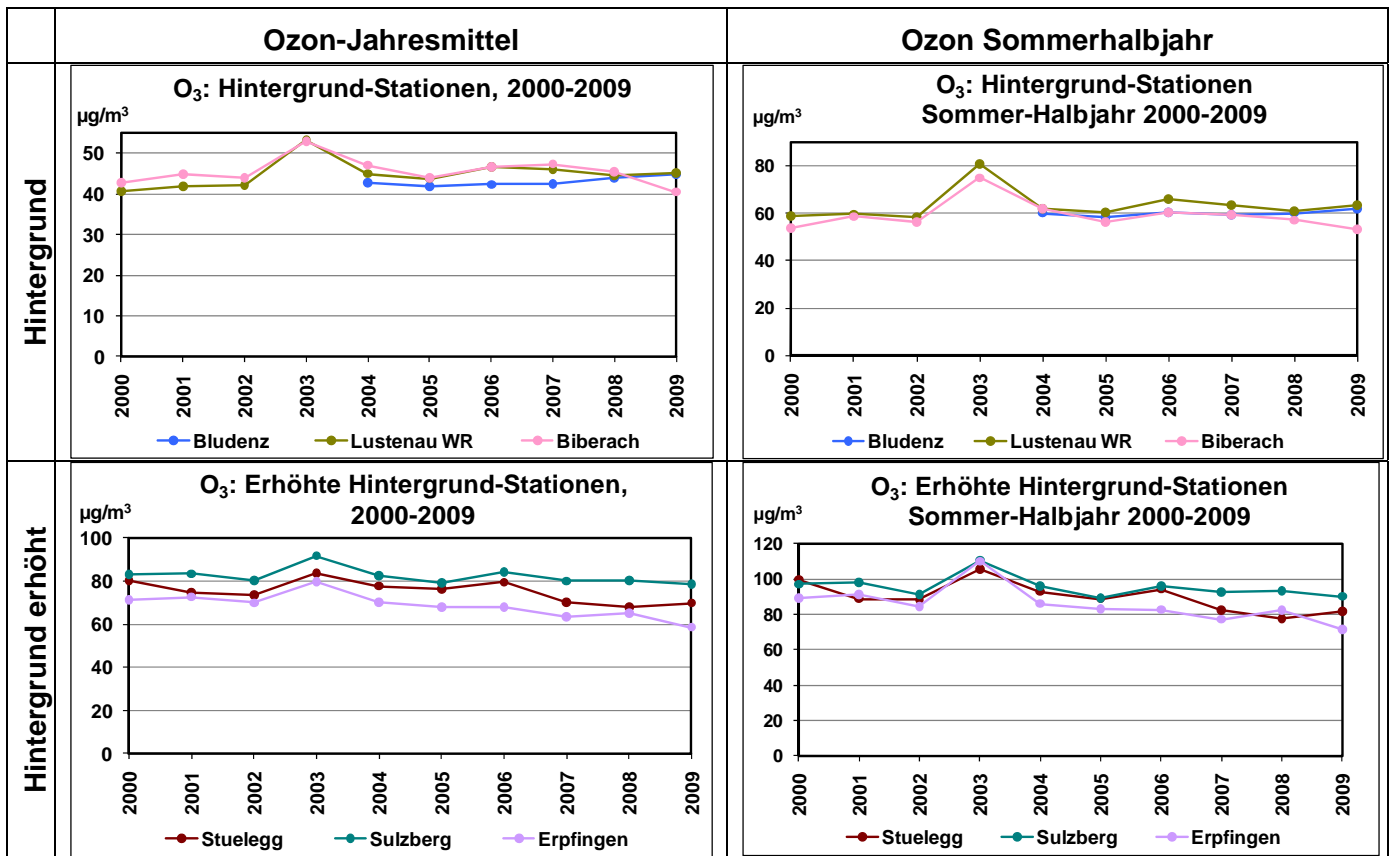 Ozon-Jahresmittel
Ozon Sommerhalbjahr
Hintergrund
O₃: Hintergrund-Stationen, 2000-2009
µg/m³
50
40
30
20
10
0
2000 2001 2002 2003 2004 2005 2006 2007 2008 2009
Bludenz Lustenau WR Biberach
O₃: Hintergrund-Stationen
Sommer-Halbjahr 2000-2009
µg/m³
80
60
40
20
0
2000 2001 2002 2003 2004 2005 2006 2007 2008 2009
Bludenz Lustenau WR Biberach
Hintergrund erhöht
O₃: Erhöhte Hintergrund-Stationen,
2000-2009
µg/m³
100
80
60
40
20
0
2000 2001 2002 2003 2004 2005 2006 2007 2008 2009
Stuelegg Sulzberg Erpfingen
O₃: Erhöhte Hintergrund-Stationen
Sommer-Halbjahr 2000-2009
µg/m³
120
100
80
60
40
20
0
2000 2001 2002 2003 2004 2005 2006 2007 2008 2009
Stuelegg Sulzberg Erpfingen